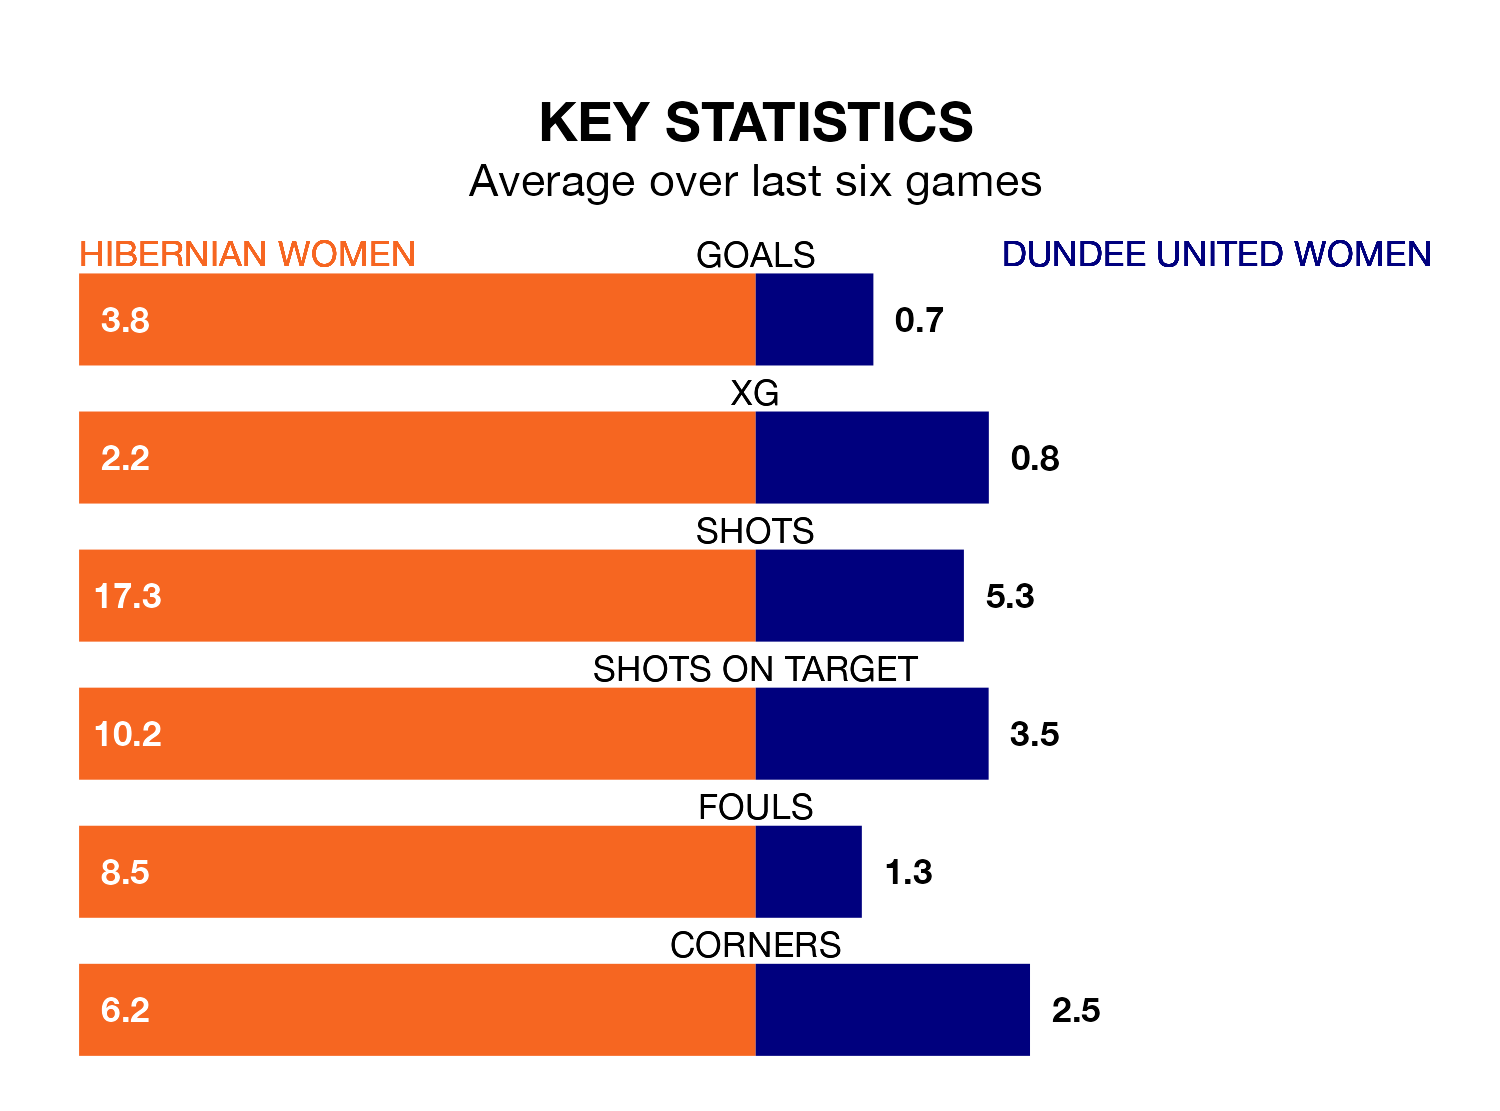 KEY STATISTICS
Average over last six games
HIBERNIAN WOMEN GOALS DUNDEE UNITED WOMEN
3.8 0.7
XG
2.2 0.8
SHOTS
17.3 5.3
SHOTS ON TARGET
10.2 3.5
FOULS
8.5 1.3
CORNERS
6.2 2.5